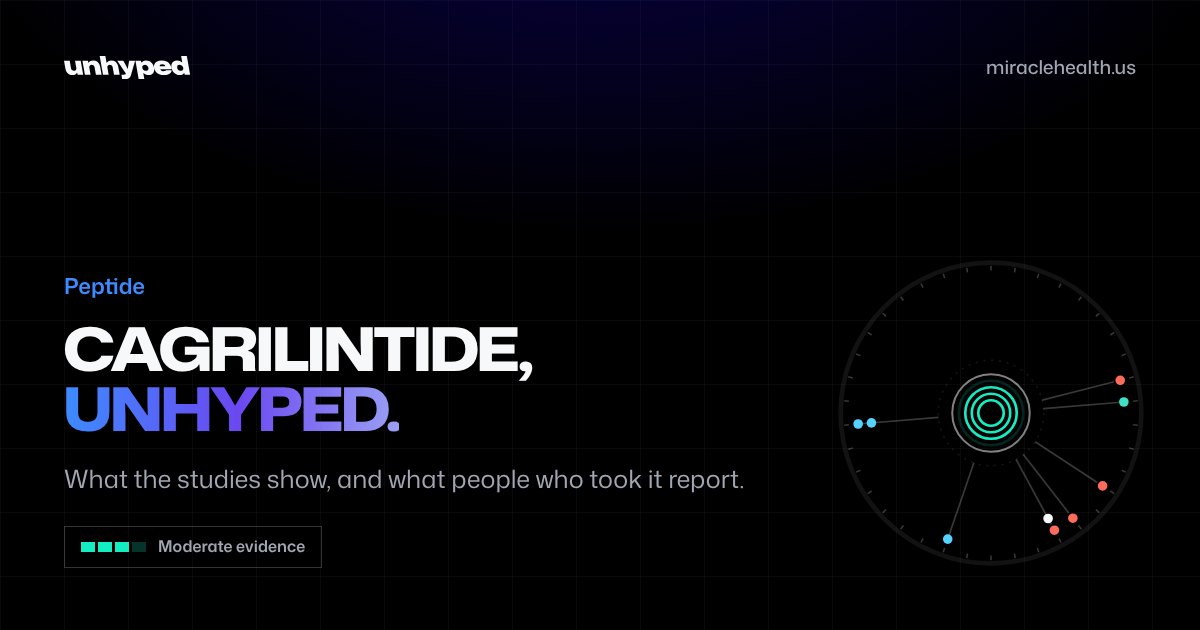 unhyped
miraclehealth.us
Peptide
CAGRILINTIDE,
UNHYPED.
What the studies show, and what people who took it report.
Moderate evidence